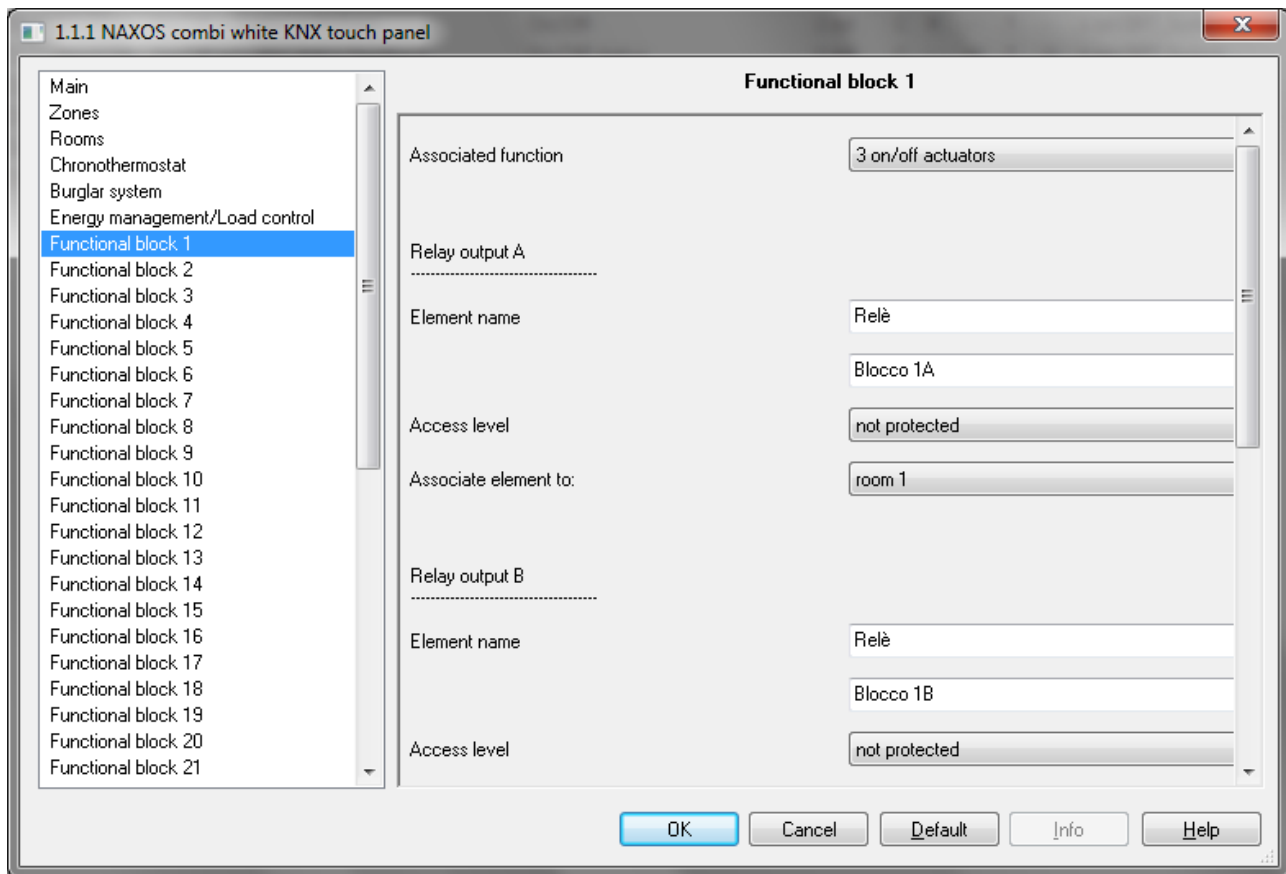 1.1.1 NAXOS combi white KNX touch panel
Main
Zones
Rooms
Chronothermostat
Burglar system
Energy management/Load control
Functional block 1
Functional block 2
Functional block 3
Functional block 4
Functional block 5
Functional block 6
Functional block 7
Functional block 8
Functional block 9
Functional block 10
Functional block 11
Functional block 12
Functional block 13
Functional block 14
Functional block 15
Functional block 16
Functional block 17
Functional block 18
Functional block 19
Functional block 20
Functional block 21
Functional block 1
Associated function 3 on/off actuators
Relay output A
-------------------------------------
Element name Relè
Blocco 1A
Access level not protected
Associate element to: room 1
Relay output B
-------------------------------------
Element name Relè
Blocco 1B
Access level not protected
OK Cancel Default Info Help